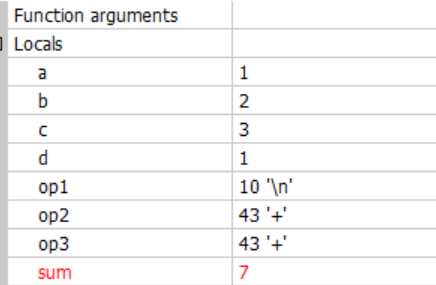 Function arguments
Locals
a 1
b 2
c 3
d 1
op1 10 '\n'
op2 43 '+'
op3 43 '+'
sum 7